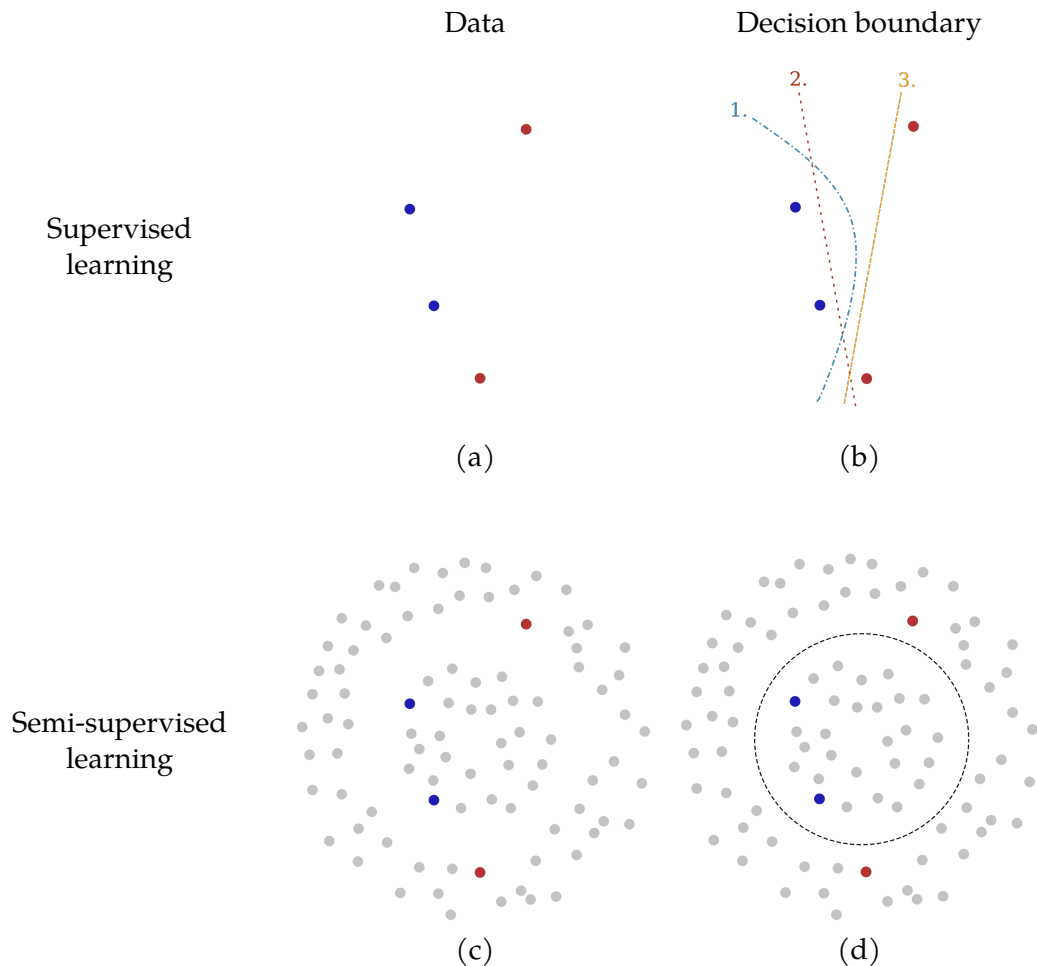 Data
Decision boundary
1.
2.
3.
Supervised
learning
(a)
(b)
Semi-supervised
learning
(c)
(d)